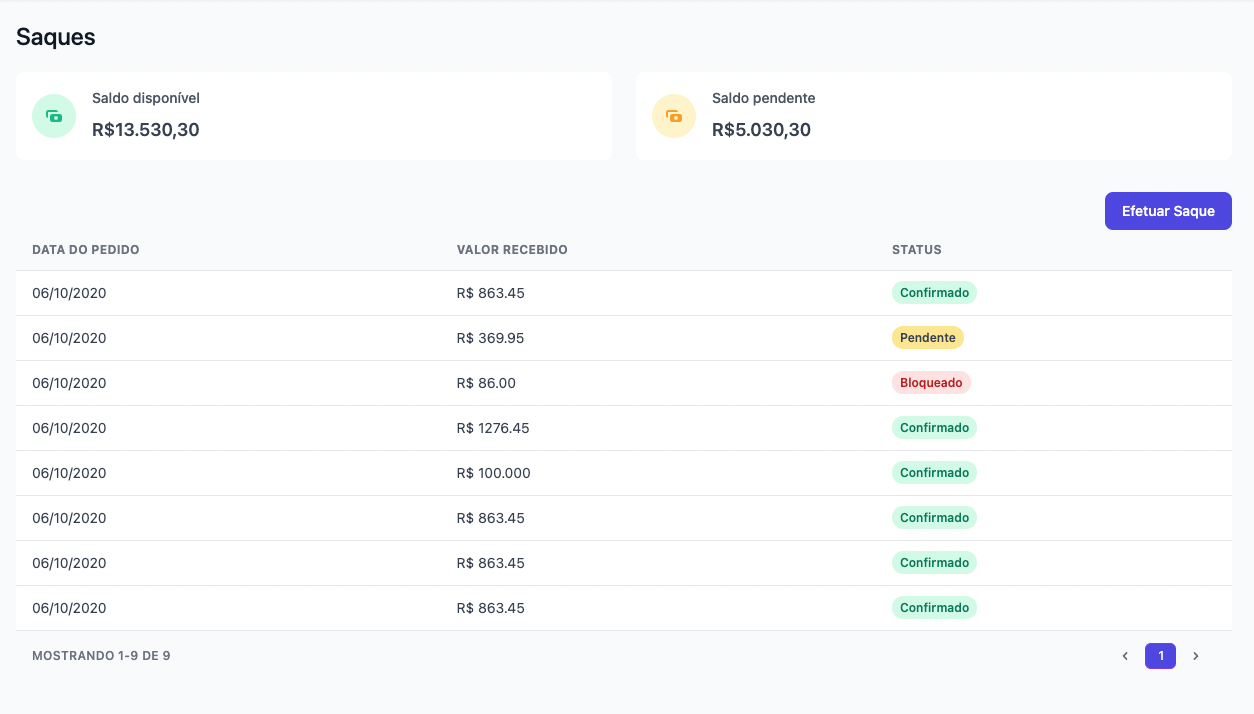 Saques
Saldo disponível
R$13.530,30
Saldo pendente
R$5.030,30
Efetuar Saque
DATA DO PEDIDO VALOR RECEBIDO STATUS
06/10/2020 R$ 863.45 Confirmado
06/10/2020 R$ 369.95 Pendente
06/10/2020 R$ 86.00 Bloqueado
06/10/2020 R$ 1276.45 Confirmado
06/10/2020 R$ 100.000 Confirmado
06/10/2020 R$ 863.45 Confirmado
06/10/2020 R$ 863.45 Confirmado
06/10/2020 R$ 863.45 Confirmado
MOSTRANDO 1-9 DE 9 1